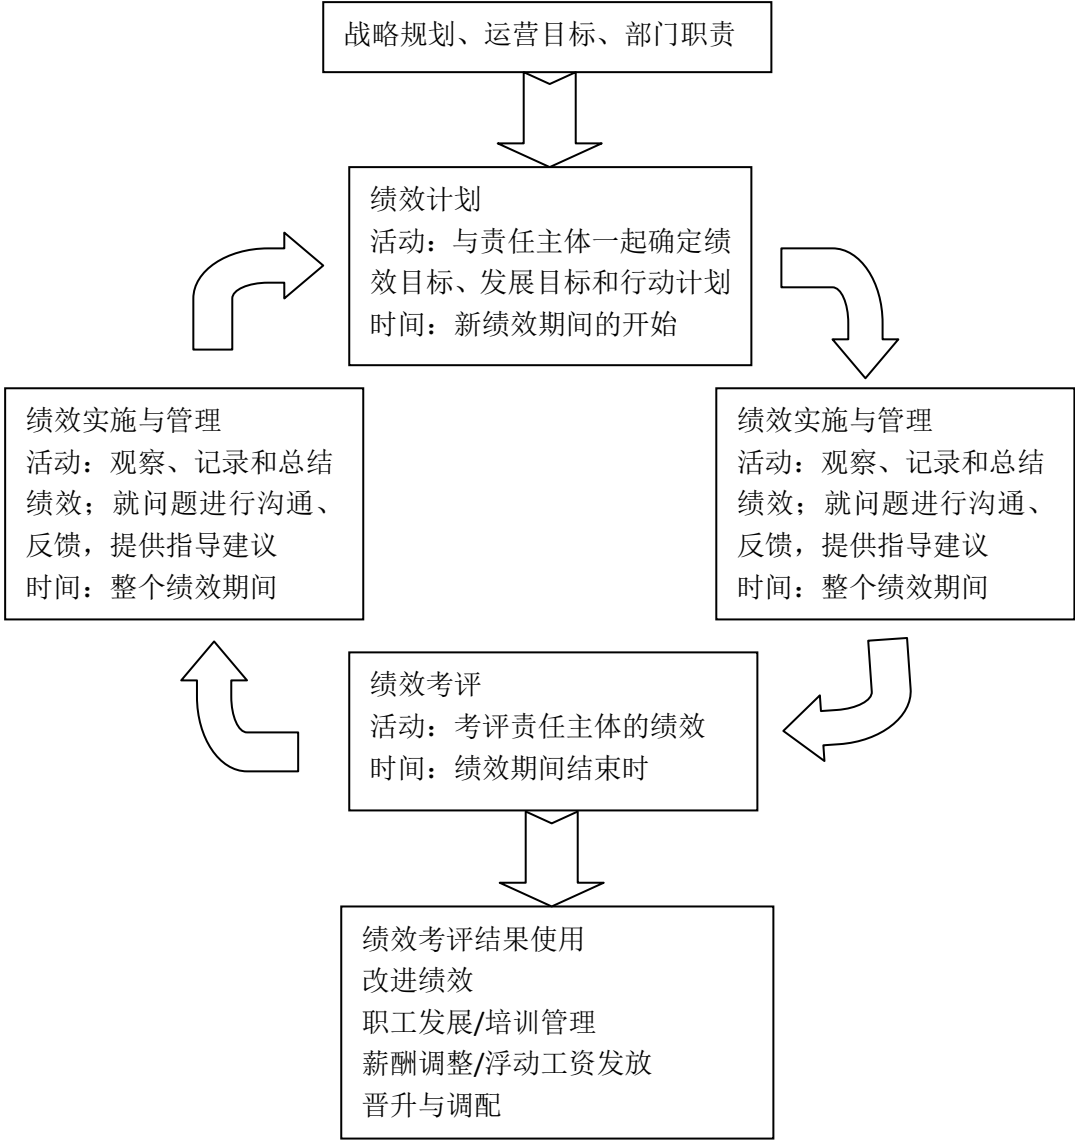 战略规划、运营目标、部门职责
绩效计划
活动：与责任主体一起确定绩
效目标、发展目标和行动计划
时间：新绩效期间的开始
绩效实施与管理
活动：观察、记录和总结
绩效；就问题进行沟通、
反馈，提供指导建议
时间：整个绩效期间
绩效实施与管理
活动：观察、记录和总结
绩效；就问题进行沟通、
反馈，提供指导建议
时间：整个绩效期间
绩效考评
活动：考评责任主体的绩效
时间：绩效期间结束时
绩效考评结果使用
改进绩效
职工发展/培训管理
薪酬调整/浮动工资发放
晋升与调配